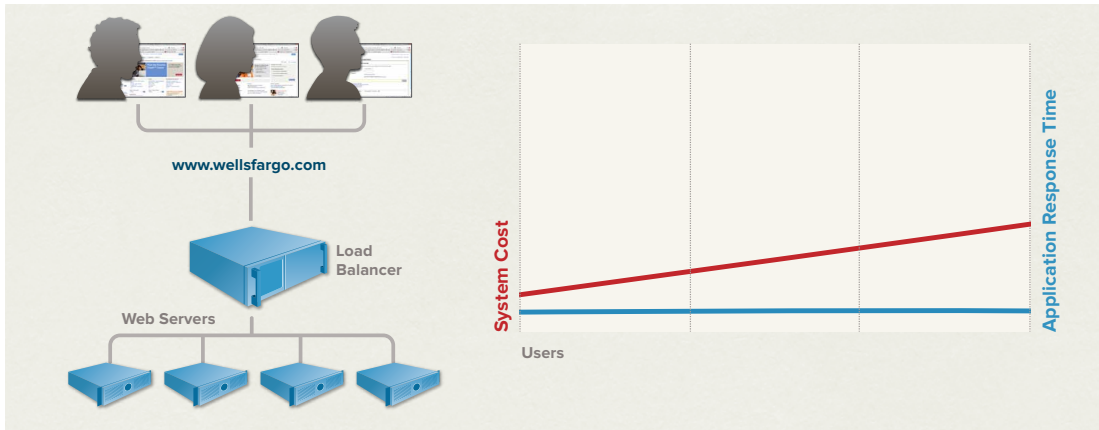 www.wellsfargo.com
Load
Balancer
Web Servers
System Cost
Application Response Time
Users